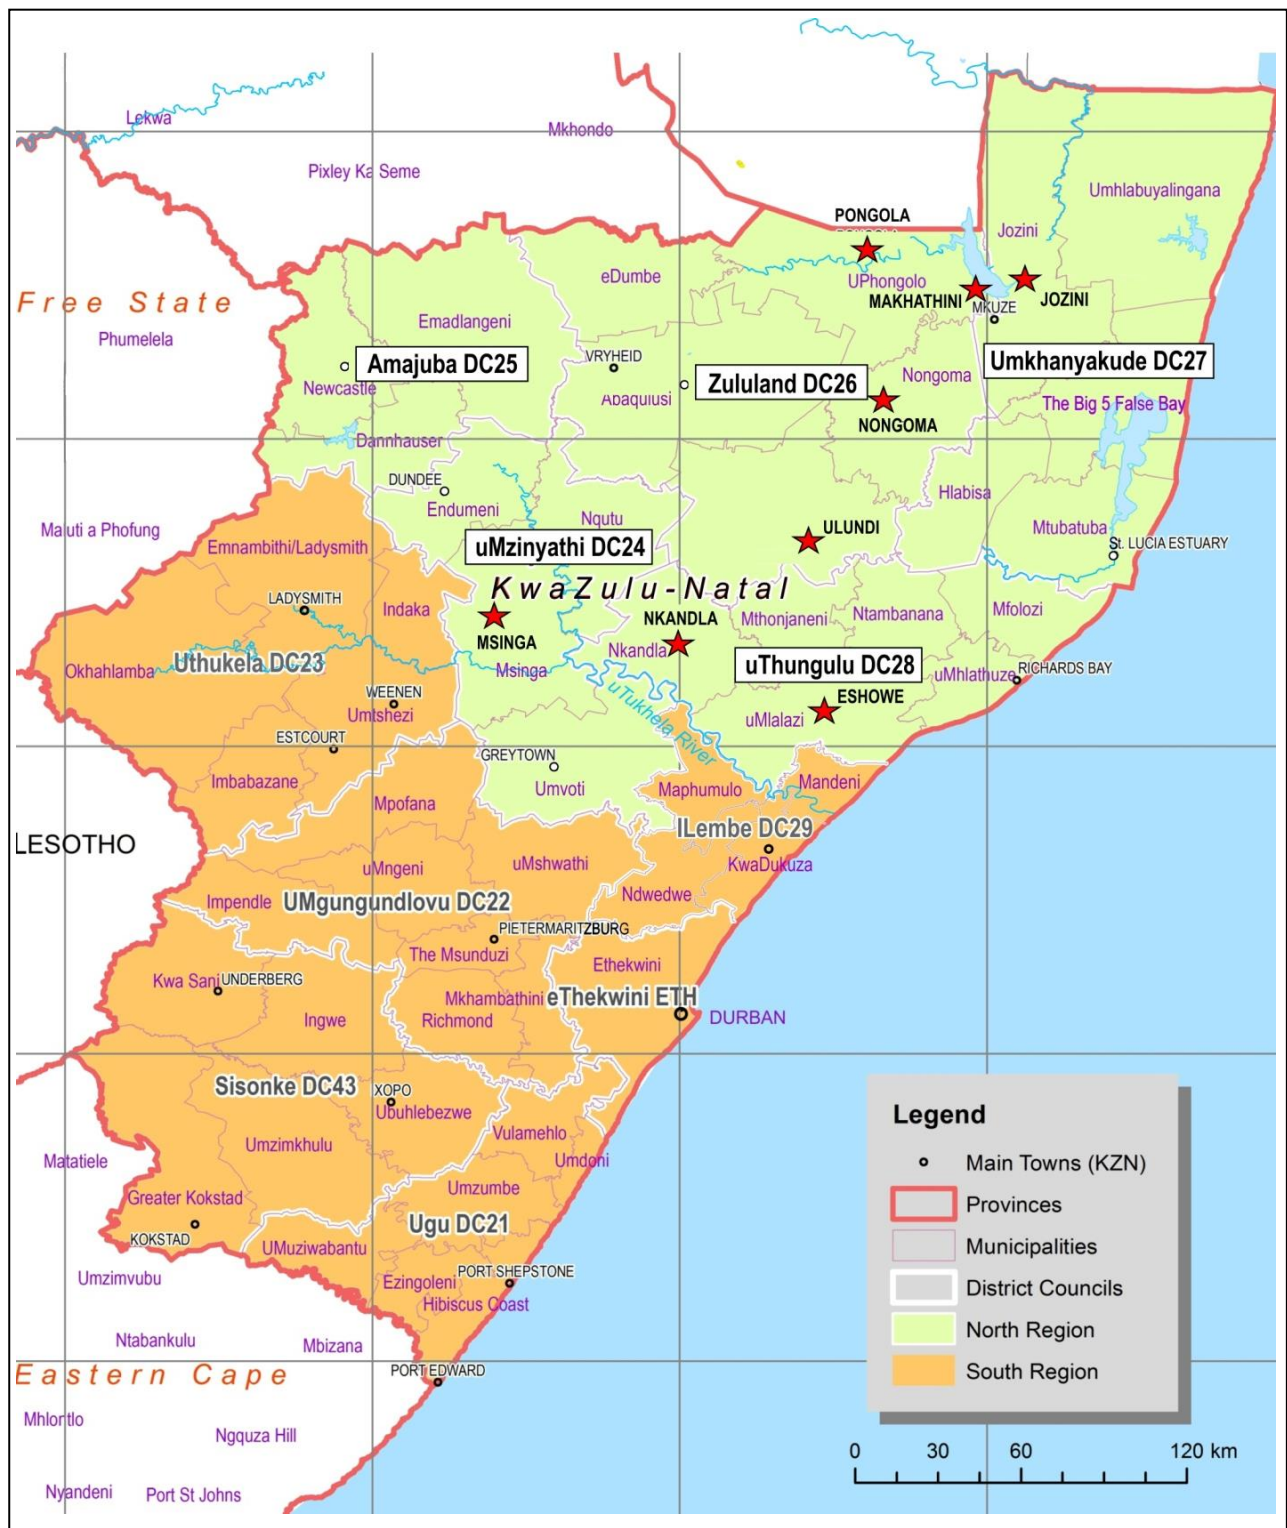 Lekwa
Mkhondo
Pixley Ka Seme
Umhlabuyalingana
PONGOLA
Jozini
eDumbe
UPhongolo
Free State
MAKHATHINI
JOZINI
MKUZE
Emadlangeni
Phumelela
VRYHEID
Amajuba DC25
Umkhanyakude DC27
Newcastle
Zululand DC26
Nongoma
Abaqulusi
The Big 5 False Bay
NONGOMA
Dannhauser
DUNDEE
Hlabisa
Endumeni
Nqutu
Mtubatuba
Maluti a Phofung
ULUNDI
Emnambithi/Ladysmith
uMzinyathi DC24
St. LUCIA ESTUARY
KwaZulu-Natal
LADYSMITH
Indaka
NKANDLA
Mthonjaneni
Ntambanana
Mfolozi
MSINGA
Nkandla
Okhahlamba
Uthukela DC23
Msinga
uThungulu DC28
uMhlathuze
RICHARDS BAY
WEENEN
uTukhela River
ESHOWE
Umtshezi
uMlalazi
ESTCOURT
GREYTOWN
Imbabazane
Umvoti
Maphumulo
Mandeni
Mpofana
LESOTHO
ILembe DC29
uMngeni
uMshwathi
KwaDukuza
Impendle
UMgungundlovu DC22
Ndwedwe
PIETERMARITZBURG
The Msunduzi
Ethekwini
Kwa Sani
UNDERBERG
Mkhambathini
eThekwini ETH
Ingwe
Richmond
DURBAN
Sisonke DC43
XOPO
Ubuhlebezwe
Legend
Vulamehlo
Umzimkhulu
Matatiele
Umdoni
Main Towns (KZN)
Umzumbe
Greater Kokstad
Provinces
Ugu DC21
KOKSTAD
UMuziwabantu
Municipalities
Umzimvubu
Ezingoleni
PORT SHEPSTONE
District Councils
Hibiscus Coast
Ntabankulu
Mbizana
North Region
Eastern Cape
PORT EDWARD
South Region
Mhlontlo
Ngquza Hill
0 30 60 120 km
Nyandeni
Port St Johns